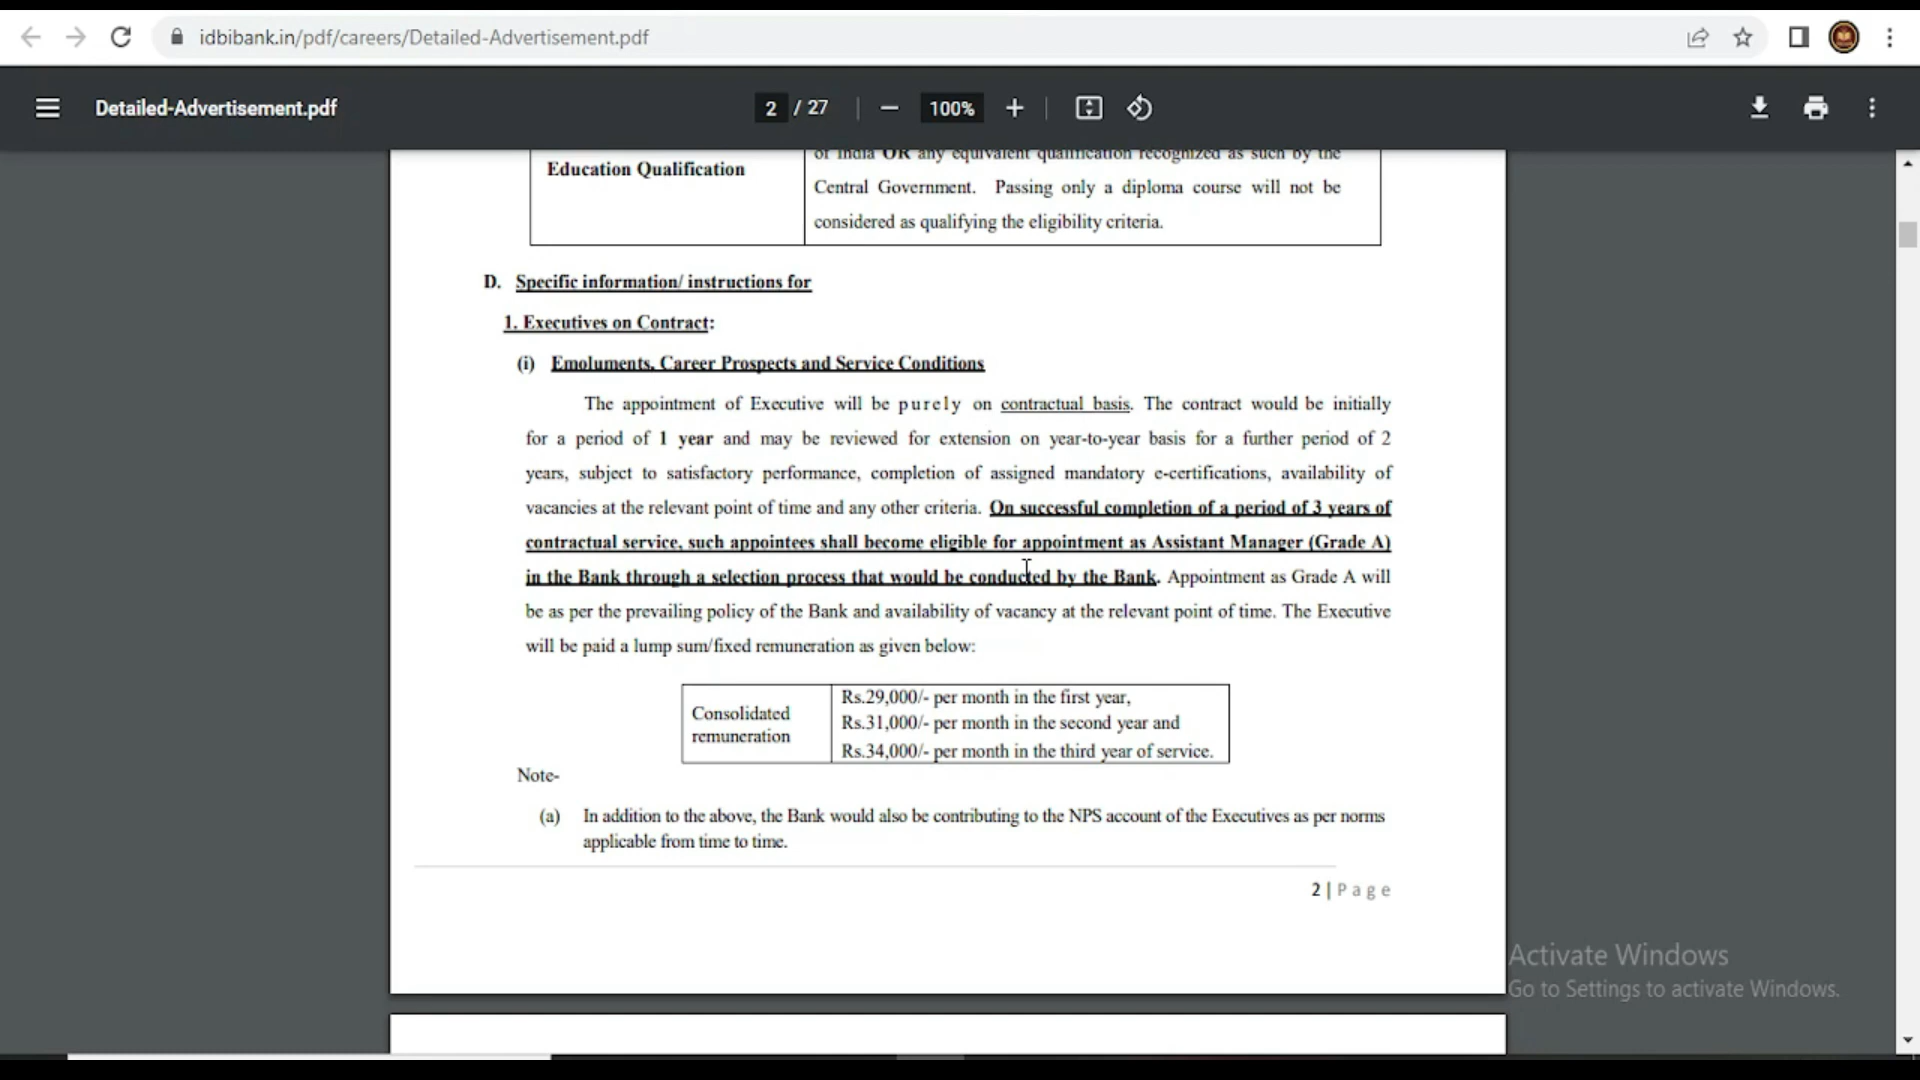 idbibank.in/pdf/careers/Detailed-Advertisement.pdf
Detailed-Advertisement.pdf
2 / 27
100%
of India OR any equivalent qualification recognized as such by the
Education Qualification
Central Government. Passing only a diploma course will not be
considered as qualifying the eligibility criteria.
D. Specific information/ instructions for
1. Executives on Contract:
(i) Emoluments, Career Prospects and Service Conditions
The appointment of Executive will be purely on contractual basis. The contract would be initially
for a period of 1 year and may be reviewed for extension on year-to-year basis for a further period of 2
years, subject to satisfactory performance, completion of assigned mandatory e-certifications, availability of
vacancies at the relevant point of time and any other criteria. On successful completion of a period of 3 years of
contractual service, such appointees shall become eligible for appointment as Assistant Manager (Grade A)
in the Bank through a selection process that would be conducted by the Bank. Appointment as Grade A will
be as per the prevailing policy of the Bank and availability of vacancy at the relevant point of time. The Executive
will be paid a lump sum/fixed remuneration as given below:
Consolidated
remuneration
Rs.29,000/- per month in the first year,
Rs.31,000/- per month in the second year and
Rs.34,000/- per month in the third year of service.
Note-
(a) In addition to the above, the Bank would also be contributing to the NPS account of the Executives as per norms
applicable from time to time.
2 | Page
Activate Windows
Go to Settings to activate Windows.